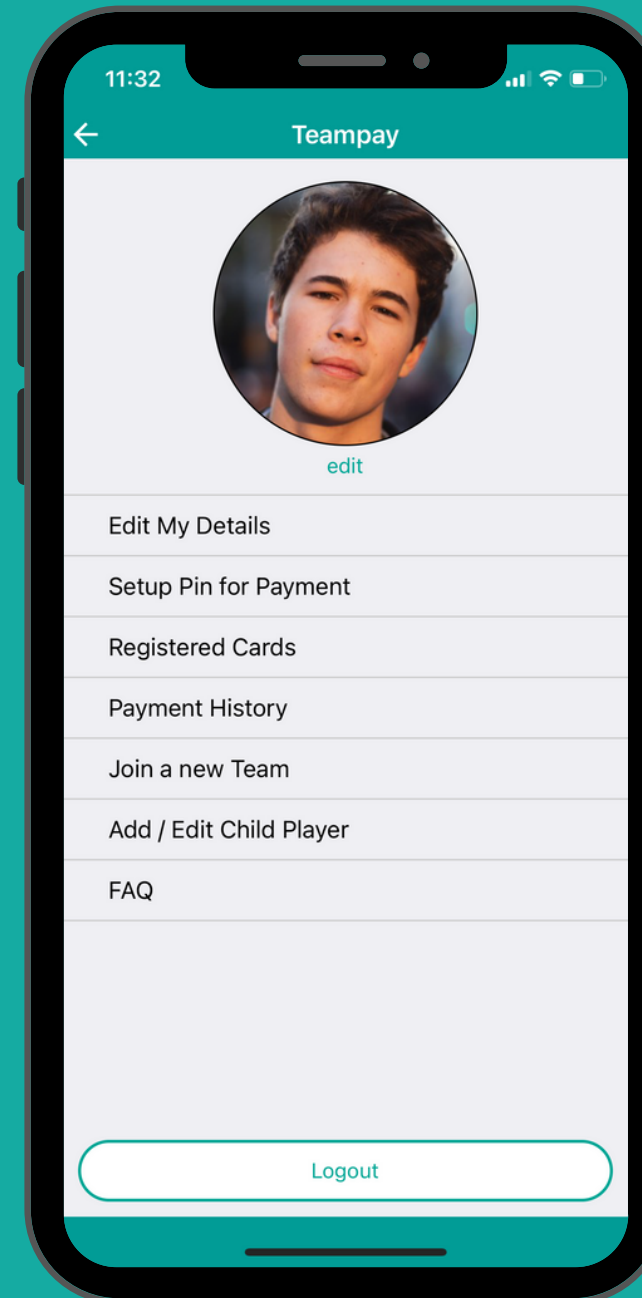 11:32
Teampay
edit
Edit My Details
Setup Pin for Payment
Registered Cards
Payment History
Join a new Team
Add / Edit Child Player
FAQ
Logout